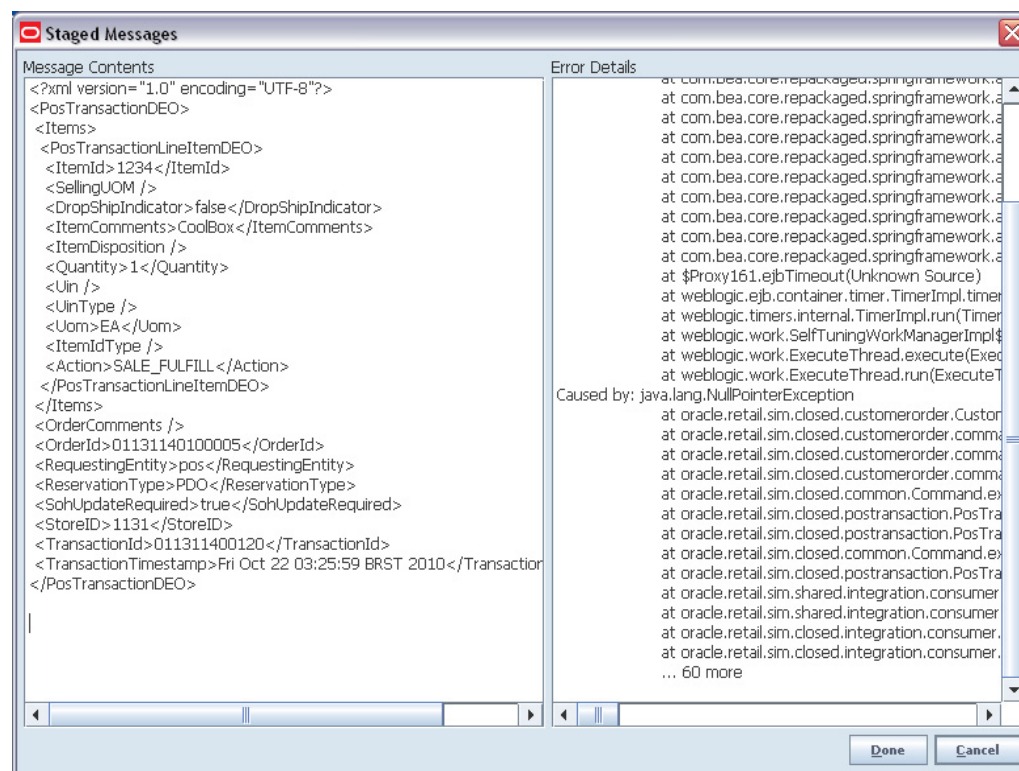 Staged Messages
Message Contents
<?xml version="1.0" encoding="UTF-8"?>
<PosTransactionDEO>
<Items>
<PosTransactionLineItemDEO>
<ItemId>1234</ItemId>
<SellingUOM />
<DropShipIndicator>false</DropShipIndicator>
<ItemComments>CoolBox</ItemComments>
<ItemDisposition />
<Quantity>1</Quantity>
<Uin />
<UinType />
<Uom>EA</Uom>
<ItemIdType />
<Action>SALE_FULFILL</Action>
</PosTransactionLineItemDEO>
</Items>
<OrderComments />
<OrderId>01131140100005</OrderId>
<RequestingEntity>pos</RequestingEntity>
<ReservationType>PDO</ReservationType>
<SohUpdateRequired>true</SohUpdateRequired>
<StoreID>1131</StoreID>
<TransactionId>011311400120</TransactionId>
<TransactionTimestamp>Fri Oct 22 03:25:59 BRST 2010</Transaction
</PosTransactionDEO>
Error Details
at com.bea.core.repackaged.springframework.a
at com.bea.core.repackaged.springframework.a
at com.bea.core.repackaged.springframework.a
at com.bea.core.repackaged.springframework.a
at com.bea.core.repackaged.springframework.a
at com.bea.core.repackaged.springframework.a
at com.bea.core.repackaged.springframework.a
at com.bea.core.repackaged.springframework.a
at com.bea.core.repackaged.springframework.a
at com.bea.core.repackaged.springframework.a
at $Proxy161.ejbTimeout(Unknown Source)
at weblogic.ejb.container.timer.TimerImpl.timer
at weblogic.timers.internal.TimerImpl.run(Timer
at weblogic.work.SelfTuningWorkManagerImpl$
at weblogic.work.ExecuteThread.execute(Exec
at weblogic.work.ExecuteThread.run(ExecuteT
Caused by: java.lang.NullPointerException
at oracle.retail.sim.closed.customerorder.Custor
at oracle.retail.sim.closed.customerorder.comma
at oracle.retail.sim.closed.customerorder.comma
at oracle.retail.sim.closed.customerorder.comma
at oracle.retail.sim.closed.common.Command.ex
at oracle.retail.sim.closed.postransaction.PosTra
at oracle.retail.sim.closed.postransaction.PosTra
at oracle.retail.sim.closed.common.Command.ex
at oracle.retail.sim.closed.postransaction.PosTra
at oracle.retail.sim.shared.integration.consumer
at oracle.retail.sim.shared.integration.consumer
at oracle.retail.sim.closed.integration.consumer.
at oracle.retail.sim.closed.integration.consumer.
... 60 more
Done
Cancel